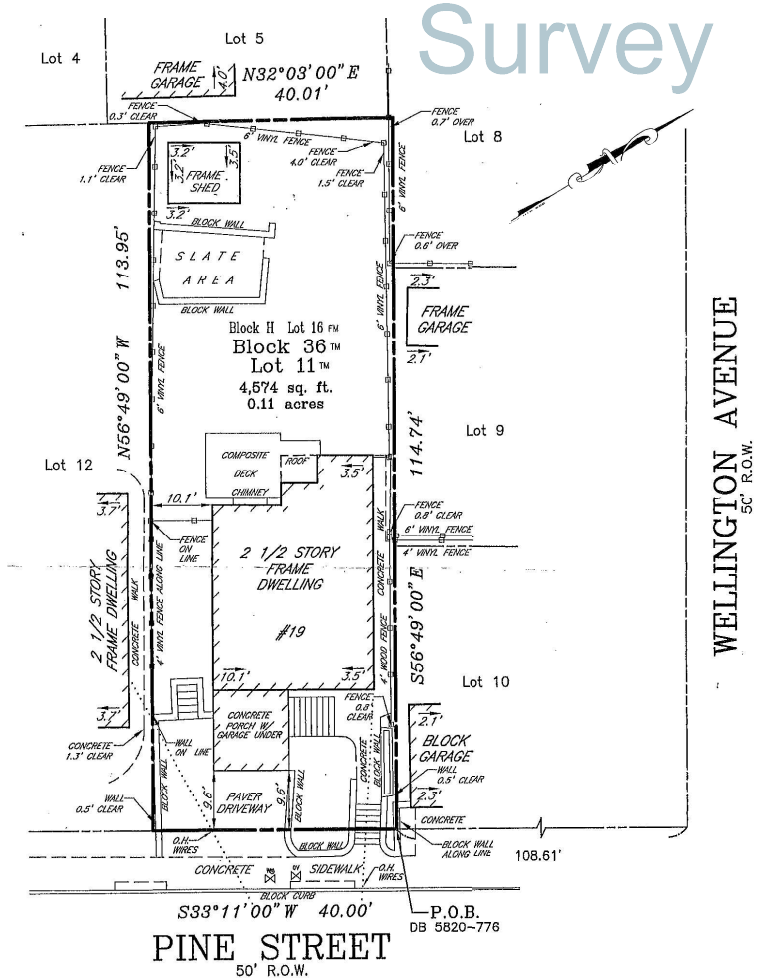 Survey
Lot 4
Lot 5
FRAME
GARAGE
4.0'
N32°03'00" E
40.01'
FENCE
0.3' CLEAR
FENCE
0.7' OVER
Lot 8
6' VINYL FENCE
FENCE
4.0' CLEAR
FENCE
1.5' CLEAR
FENCE
1.1' CLEAR
3.2'
3.5'
3.2'
FRAME
SHED
3.2'
6' VINYL FENCE
BLOCK WALL
SLATE
AREA
BLOCK WALL
FENCE
0.6' OVER
113.95'
N56°49'00" W
6' VINYL FENCE
6' VINYL FENCE
2.3'
FRAME
GARAGE
2.1'
Block H Lot 16 FM
Block 36 TM
Lot 11 TM
4,574 sq. ft.
0.11 acres
114.74'
S56°49'00" E
Lot 9
WELLINGTON AVENUE
50' R.O.W.
Lot 12
COMPOSITE
DECK
CHIMNEY
ROOF
3.5'
10.1'
3.7'
FENCE
0.8' CLEAR
6' VINYL FENCE
4' VINYL FENCE
FENCE
ON
LINE
2 1/2 STORY
FRAME
DWELLING
#19
CONCRETE WALK
2 1/2 STORY
FRAME DWELLING
CONCRETE WALK
4' VINYL FENCE ALONG LINE
4' WOOD FENCE
10.1'
3.5'
Lot 10
3.7'
FENCE
0.8
CLEAR
2.1'
BLOCK
GARAGE
2.3'
CONCRETE
1.3' CLEAR
WALL
ON LINE
CONCRETE
PORCH W/
GARAGE UNDER
CONCRETE
BLOCK WALL
WALL
0.5' CLEAR
WALL
0.5' CLEAR
BLOCK WALL
9.6'
PAVER
DRIVEWAY
9.5'
BLOCK WALL
CONCRETE
O.H.
WIRES
BLOCK WALL
BLOCK WALL
ALONG LINE
108.61'
CONCRETE
WG
GV
SIDEWALK
O.H.
WIRES
BLOCK CURB
S33°11'00" W 40.00'
P.O.B.
DB 5820-776
PINE STREET
50' R.O.W.